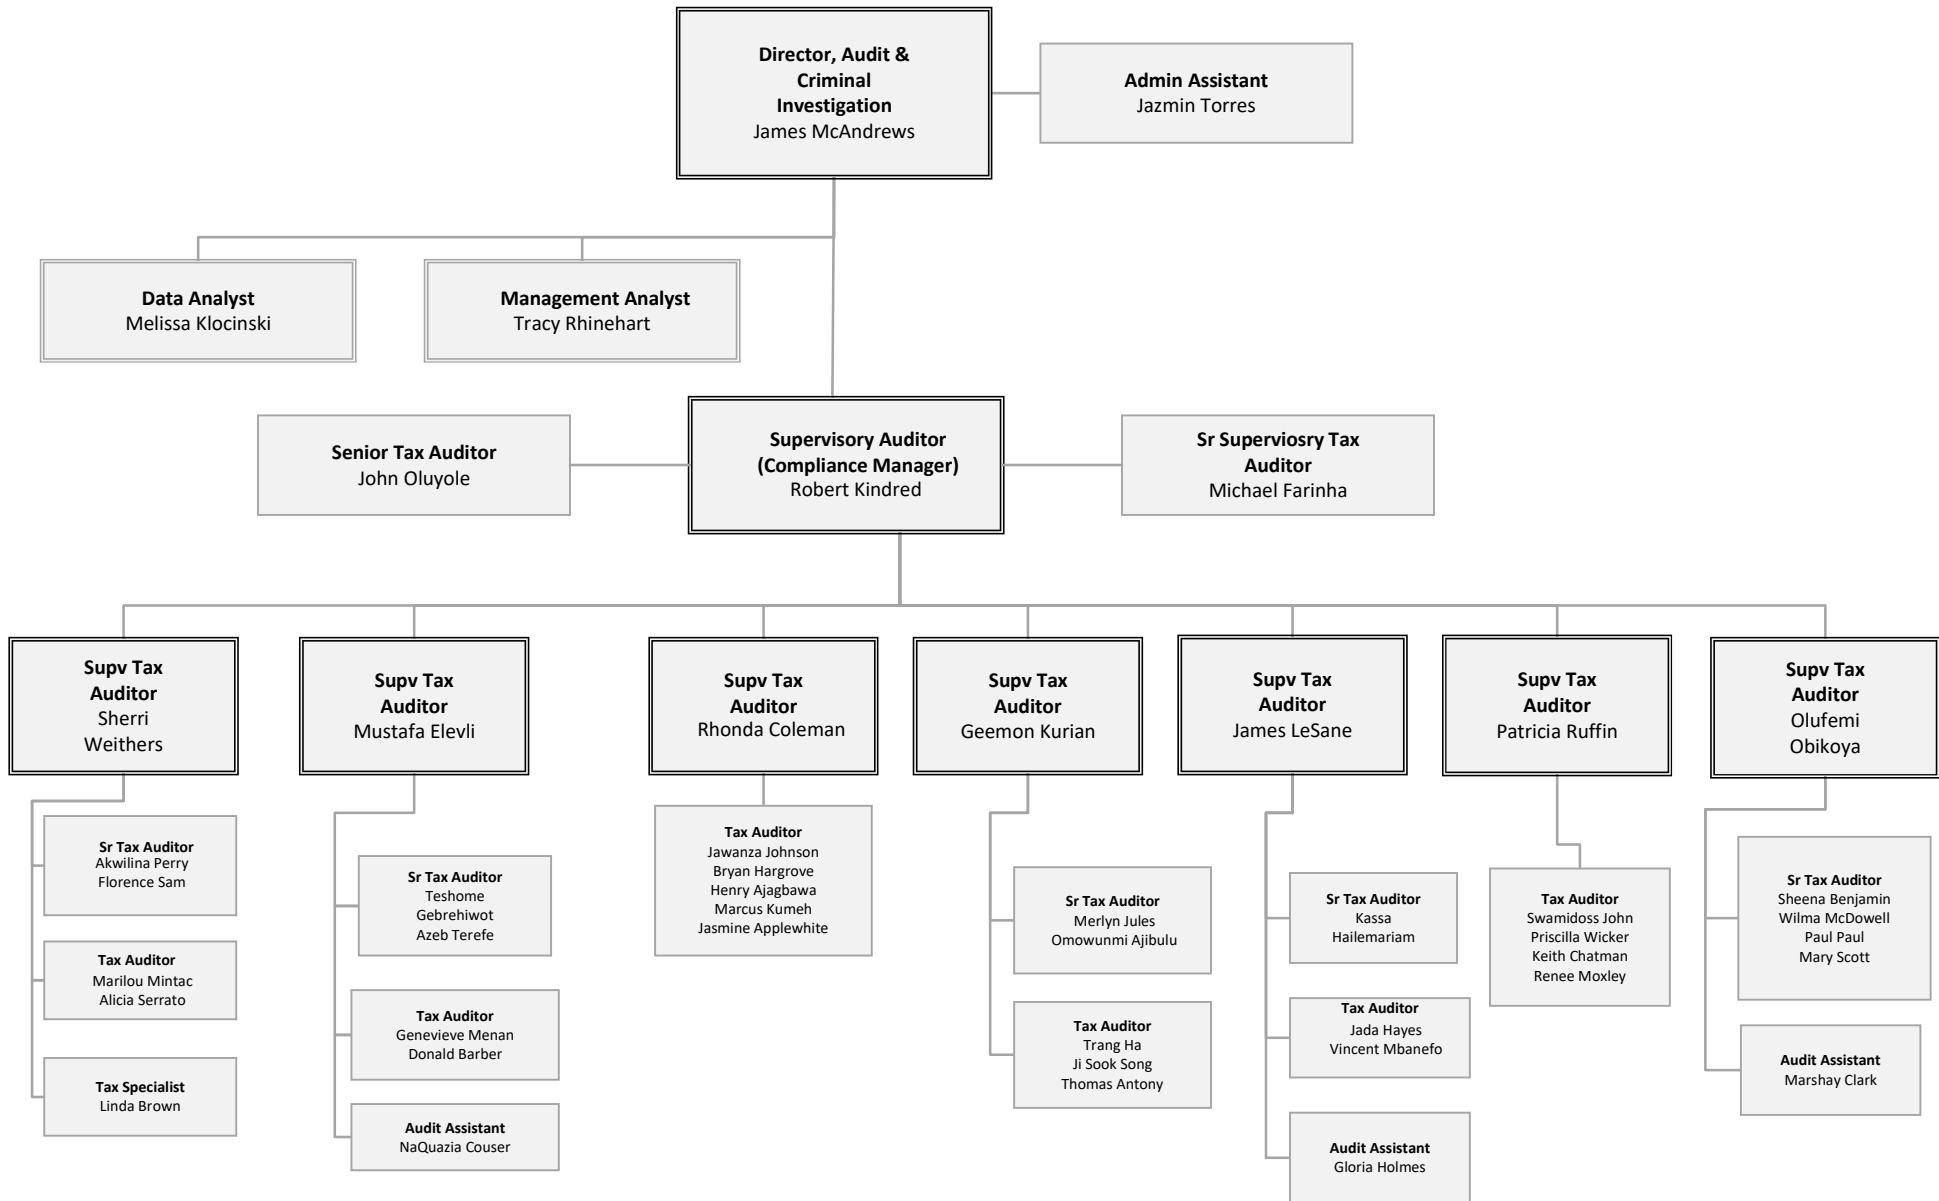 Director, Audit &
Criminal
Investigation
James McAndrews
Admin Assistant
Jazmin Torres
Data Analyst
Melissa Klocinski
Management Analyst
Tracy Rhinehart
Senior Tax Auditor
John Oluyole
Supervisory Auditor
(Compliance Manager)
Robert Kindred
Sr Superviosry Tax
Auditor
Michael Farinha
Supv Tax
Auditor
Sherri
Weithers
Supv Tax
Auditor
Mustafa Elevli
Supv Tax
Auditor
Rhonda Coleman
Supv Tax
Auditor
Geemon Kurian
Supv Tax
Auditor
James LeSane
Supv Tax
Auditor
Patricia Ruffin
Supv Tax
Auditor
Olufemi
Obikoya
Sr Tax Auditor
Akwilina Perry
Florence Sam
Tax Auditor
Marilou Mintac
Alicia Serrato
Tax Specialist
Linda Brown
Sr Tax Auditor
Teshome
Gebrehiwot
Azeb Terefe
Tax Auditor
Genevieve Menan
Donald Barber
Audit Assistant
NaQuazia Couser
Tax Auditor
Jawanza Johnson
Bryan Hargrove
Henry Ajagbawa
Marcus Kumeh
Jasmine Applewhite
Sr Tax Auditor
Merlyn Jules
Omowunmi Ajibulu
Tax Auditor
Trang Ha
Ji Sook Song
Thomas Antony
Sr Tax Auditor
Kassa
Hailemariam
Tax Auditor
Jada Hayes
Vincent Mbanefo
Audit Assistant
Gloria Holmes
Tax Auditor
Swamidoss John
Priscilla Wicker
Keith Chatman
Renee Moxley
Sr Tax Auditor
Sheena Benjamin
Wilma McDowell
Paul Paul
Mary Scott
Audit Assistant
Marshay Clark